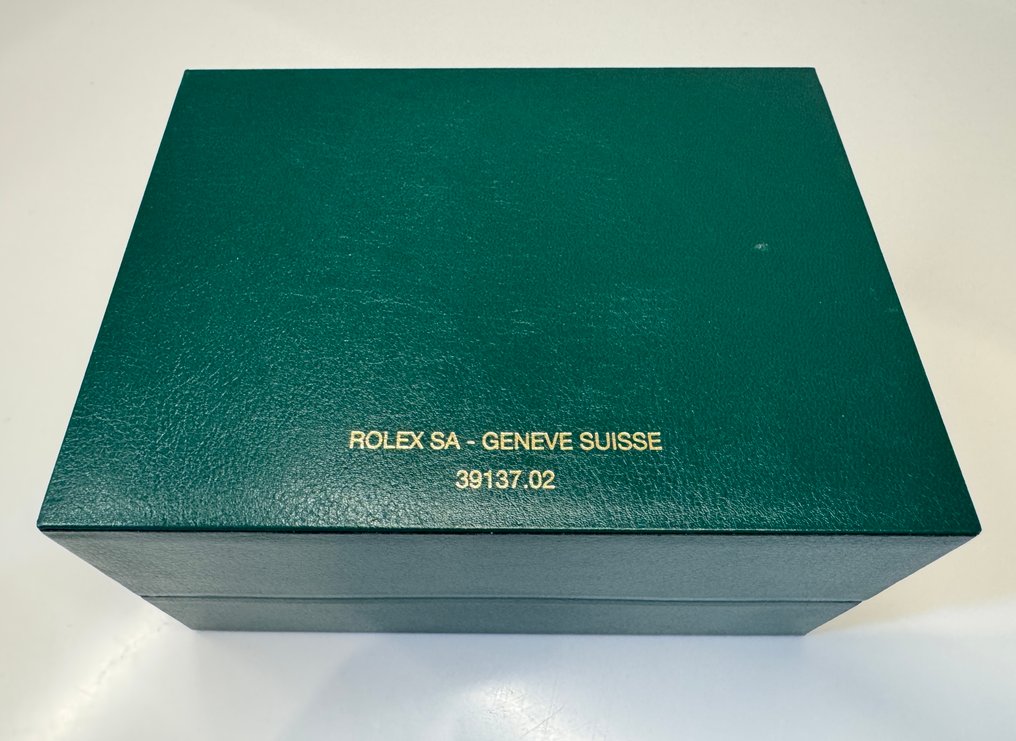 ROLEX SA - GENEVE SUISSE
39137.02